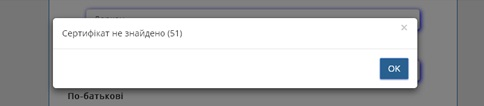 Сертифікат не знайдено (51)
×
OK
По-батькові